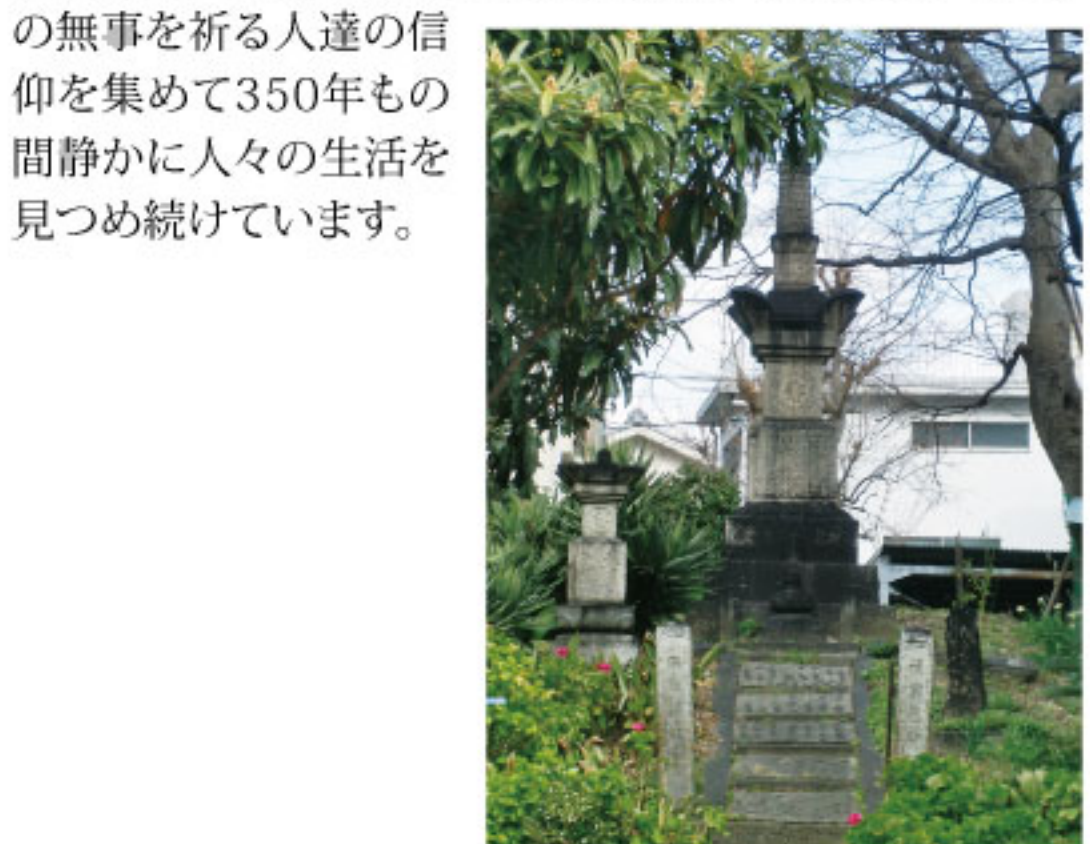 の無事を祈る人達の信
仰を集めて350年もの
間静かに人々の生活を
見つめ続けています。